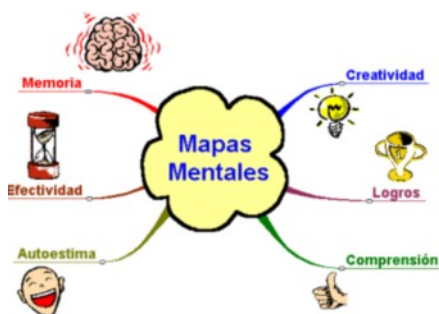 Memoria
Creatividad
Mapas
Mentales
Efectividad
Logros
Autoestima
Comprensión